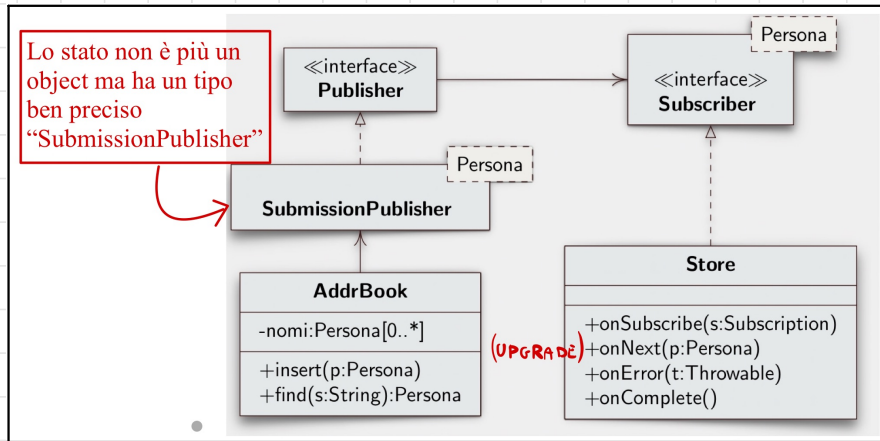 Lo stato non è più un
object ma ha un tipo
ben preciso
“SubmissionPublisher”
≪interface≫
Publisher
Persona
≪interface≫
Subscriber
Persona
SubmissionPublisher
AddrBook
-nomi:Persona[0..*]
+insert(p:Persona)
+find(s:String):Persona
Store
+onSubscribe(s:Subscription)
(UPGRADE)
+onNext(p:Persona)
+onError(t:Throwable)
+onComplete()